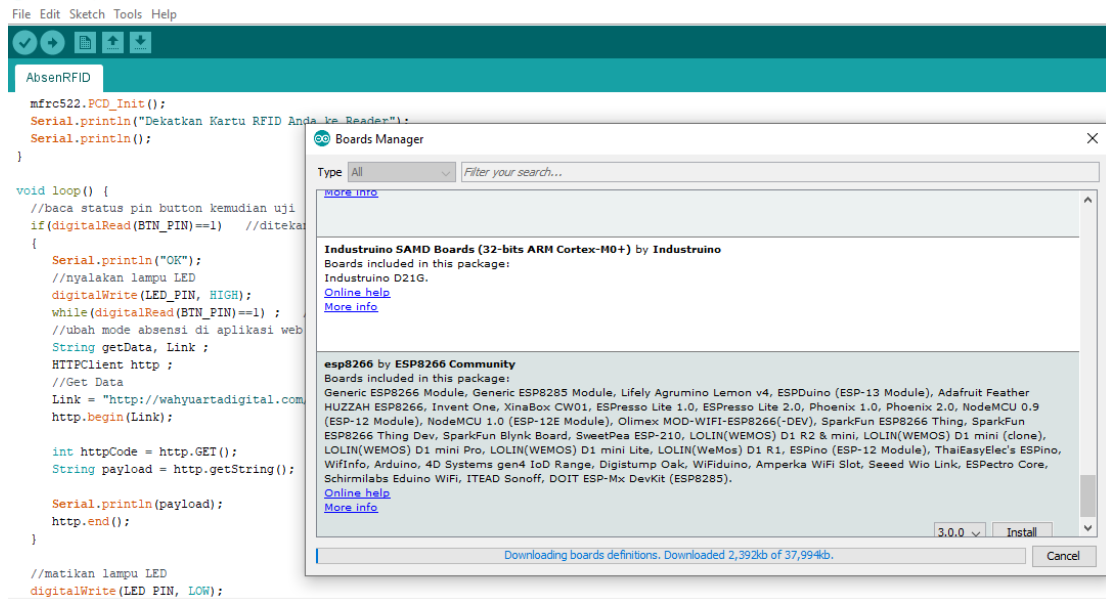 File Edit Sketch Tools Help
AbsenRFID
mfrc522.PCD_Init();
Serial.println("Dekatkan Kartu RFID Anda ke Reader");
Serial.println();
}
void loop() {
//baca status pin button kemudian uji
if(digitalRead(BTN_PIN)==1) //ditekan
{
Serial.println("OK");
//nyalakan lampu LED
digitalWrite(LED_PIN, HIGH);
while(digitalRead(BTN_PIN)==1) ;
//ubah mode absensi di aplikasi web
String getData, Link ;
HTTPClient http ;
//Get Data
Link = "http://wahyuartadigital.com/
http.begin(Link);
int httpCode = http.GET();
String payload = http.getString();
Serial.println(payload);
http.end();
}
//matikan lampu LED
digitalWrite(LED_PIN, LOW);
Boards Manager
Type All Filter your search...
More info
Industruino SAMD Boards (32-bits ARM Cortex-M0+) by Industruino
Boards included in this package:
Industruino D21G.
Online help
More info
esp8266 by ESP8266 Community
Boards included in this package:
Generic ESP8266 Module, Generic ESP8285 Module, Lifely Agrumino Lemon v4, ESPDuino (ESP-13 Module), Adafruit Feather
HUZZAH ESP8266, Invent One, XinaBox CW01, ESPresso Lite 1.0, ESPresso Lite 2.0, Phoenix 1.0, Phoenix 2.0, NodeMCU 0.9
(ESP-12 Module), NodeMCU 1.0 (ESP-12E Module), Olimex MOD-WIFI-ESP8266(-DEV), SparkFun ESP8266 Thing, SparkFun
ESP8266 Thing Dev, SparkFun Blynk Board, SweetPea ESP-210, LOLIN(WEMOS) D1 R2 & mini, LOLIN(WEMOS) D1 mini (clone),
LOLIN(WEMOS) D1 mini Pro, LOLIN(WEMOS) D1 mini Lite, LOLIN(WeMos) D1 R1, ESPino (ESP-12 Module), ThaiEasyElec's ESPino,
WifInfo, Arduino, 4D Systems gen4 IoD Range, Digistump Oak, WiFiduino, Amperka WiFi Slot, Seeed Wio Link, ESPectro Core,
Schirmilabs Eduino WiFi, ITEAD Sonoff, DOIT ESP-Mx DevKit (ESP8285).
Online help
More info
3.0.0 Install
Downloading boards definitions. Downloaded 2,392kb of 37,994kb.
Cancel